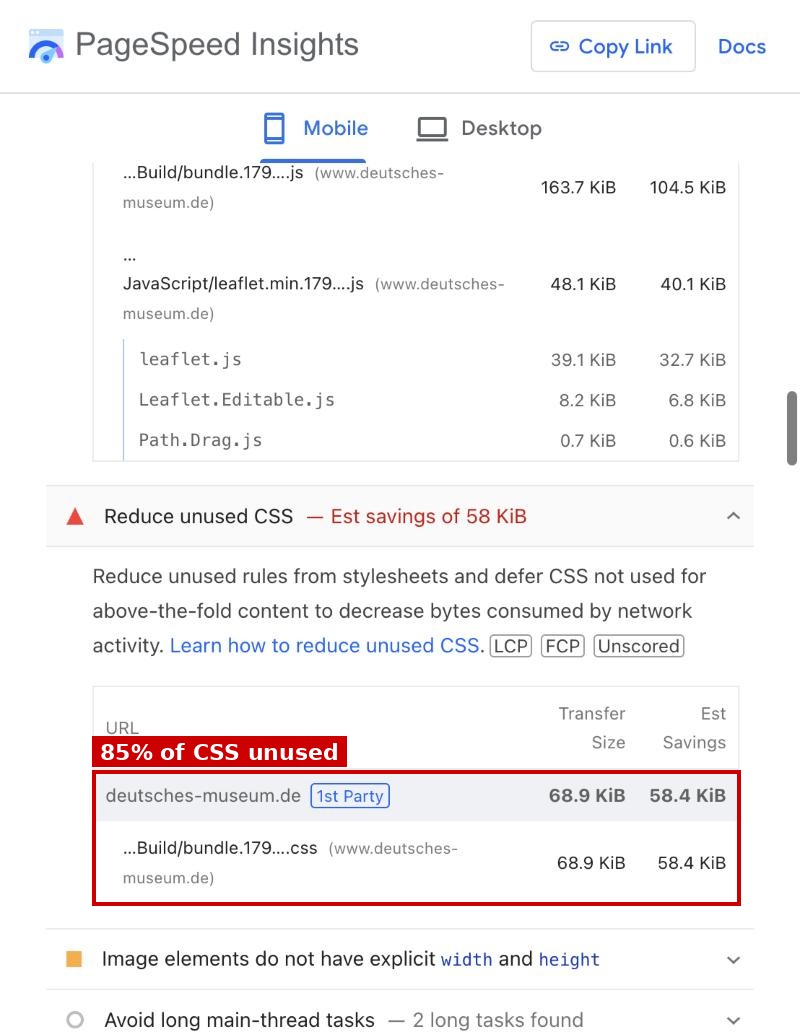 PageSpeed Insights
Copy Link
Docs
Mobile
Desktop
...Build/bundle.179....js (www.deutsches-
museum.de)
163.7 KiB 104.5 KiB
...
JavaScript/leaflet.min.179....js (www.deutsches-
museum.de)
48.1 KiB 40.1 KiB
leaflet.js 39.1 KiB 32.7 KiB
Leaflet.Editable.js 8.2 KiB 6.8 KiB
Path.Drag.js 0.7 KiB 0.6 KiB
Reduce unused CSS — Est savings of 58 KiB
Reduce unused rules from stylesheets and defer CSS not used for
above-the-fold content to decrease bytes consumed by network
activity. Learn how to reduce unused CSS. LCP FCP Unscored
URL
Transfer
Size
Est
Savings
85% of CSS unused
deutsches-museum.de 1st Party 68.9 KiB 58.4 KiB
...Build/bundle.179....css (www.deutsches-
museum.de)
68.9 KiB 58.4 KiB
Image elements do not have explicit width and height
Avoid long main-thread tasks — 2 long tasks found